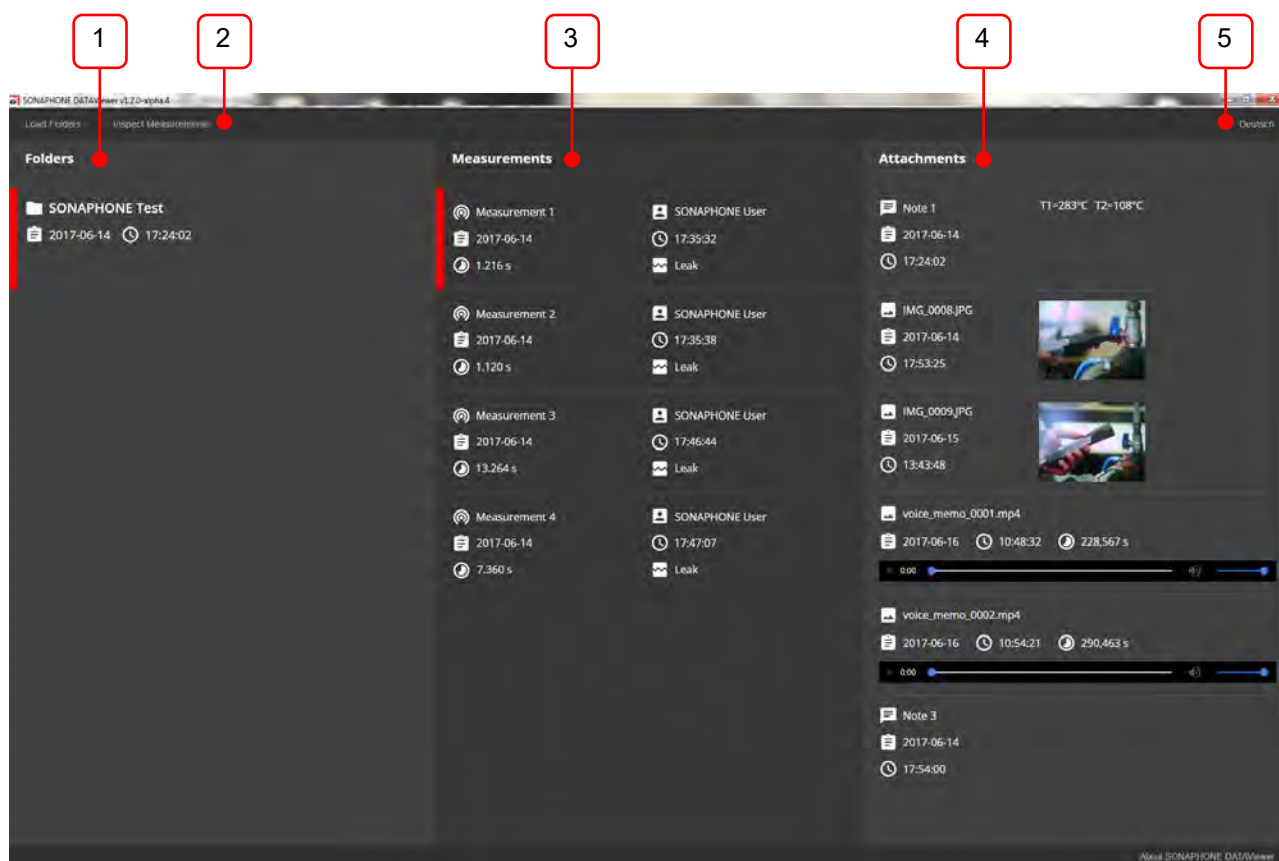 1
2
3
4
5
SONAPHONE DATAViewer v1.2.0-alpha.4
Load Folders
Inspect Measurements
Deutsch
Folders
SONAPHONE Test
2017-06-14 17:24:02
Measurements
Measurement 1 SONAPHONE User
2017-06-14 17:35:32
1.216 s Leak
Measurement 2 SONAPHONE User
2017-06-14 17:35:38
1.120 s Leak
Measurement 3 SONAPHONE User
2017-06-14 17:46:44
13.264 s Leak
Measurement 4 SONAPHONE User
2017-06-14 17:47:07
7.360 s Leak
Attachments
Note 1 T1=283°C T2=108°C
2017-06-14
17:24:02
IMG_0008.JPG
2017-06-14
17:53:25
IMG_0009.JPG
2017-06-15
13:43:48
voice_memo_0001.mp4
2017-06-16 10:48:32 228,567 s
0:00
voice_memo_0002.mp4
2017-06-16 10:54:21 290,463 s
0:00
Note 3
2017-06-14
17:54:00
About SONAPHONE DATAViewer